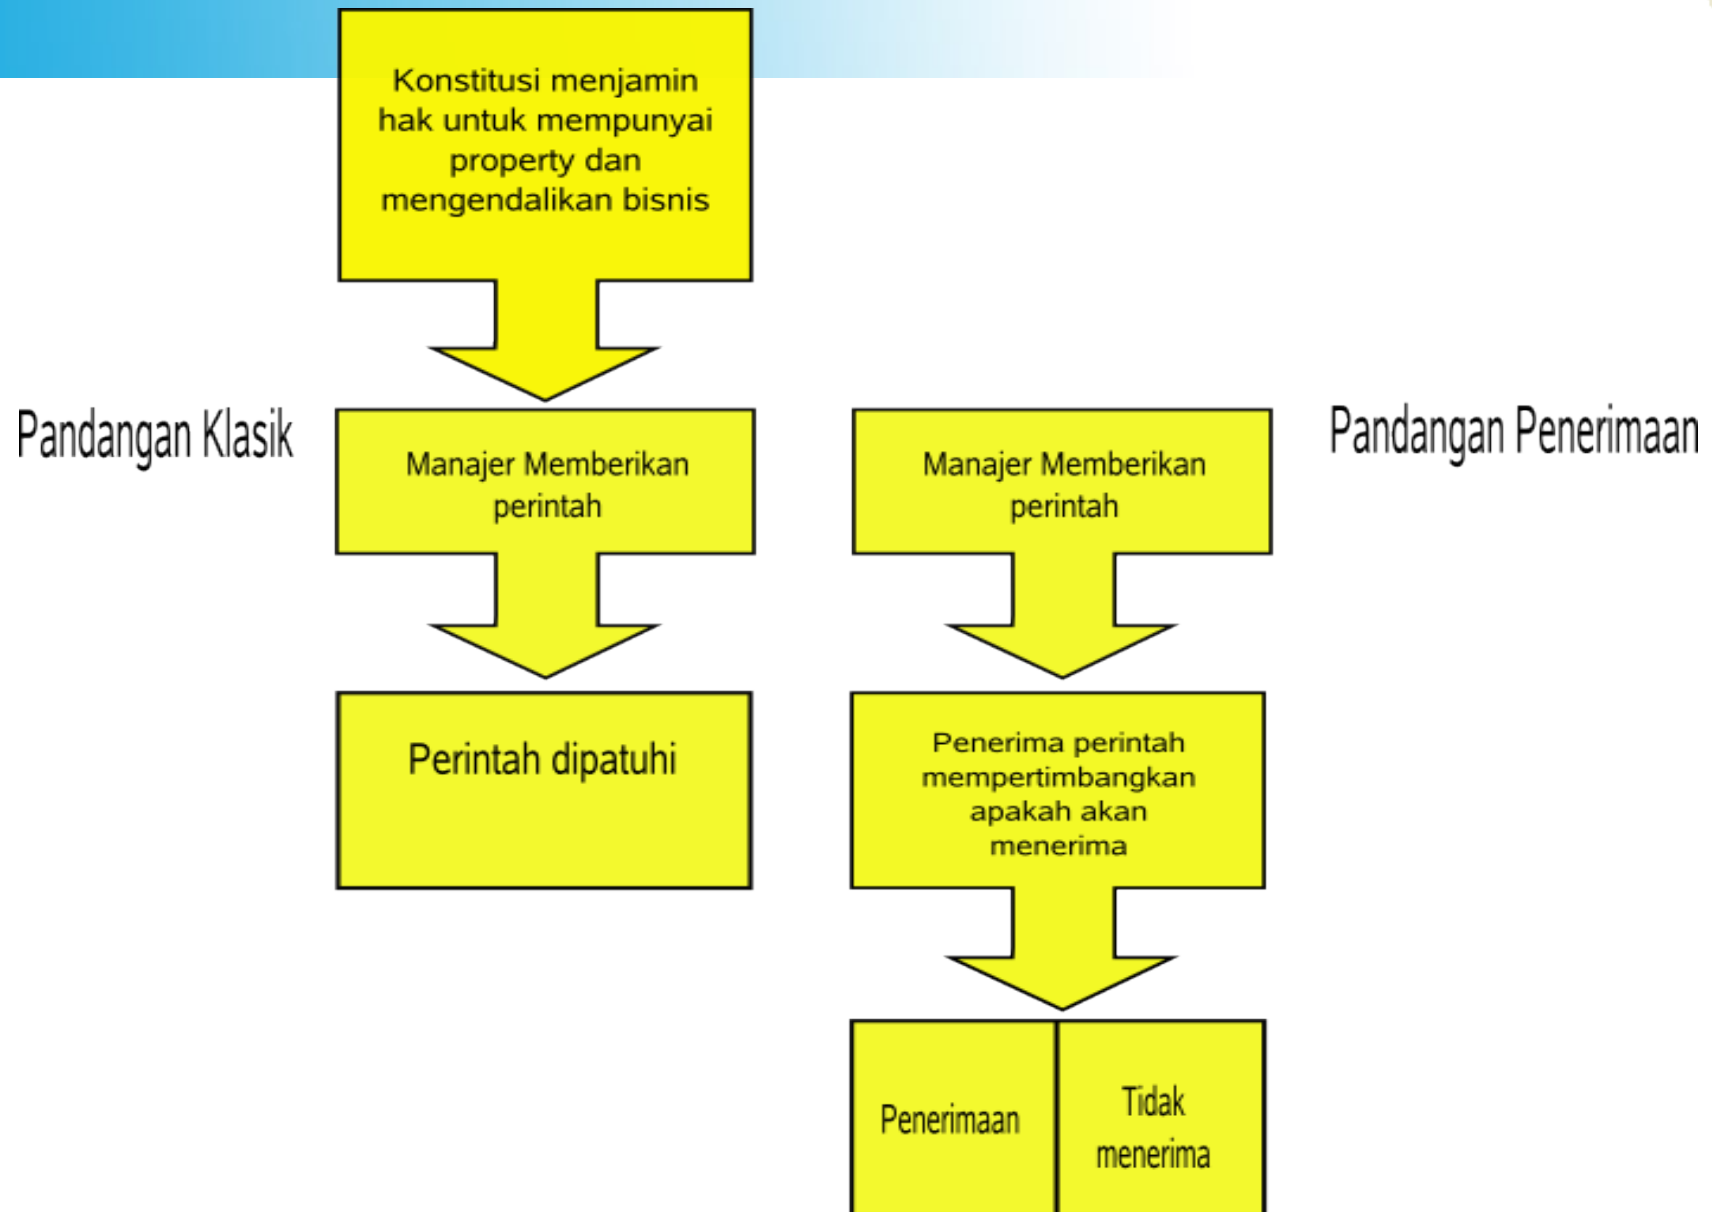 Konstitusi menjamin
hak untuk mempunyai
property dan
mengendalikan bisnis
Pandangan Klasik
Manajer Memberikan
perintah
Perintah dipatuhi
Manajer Memberikan
perintah
Pandangan Penerimaan
Penerima perintah
mempertimbangkan
apakah akan
menerima
Penerimaan
Tidak
menerima